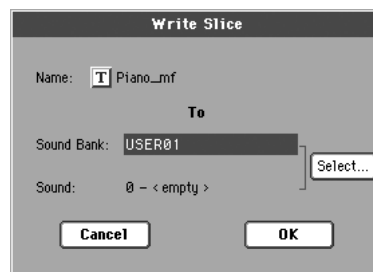 Write Slice
Name: T Piano_mf
To
Sound Bank: USER01
Select...
Sound: 0 - < empty >
Cancel OK